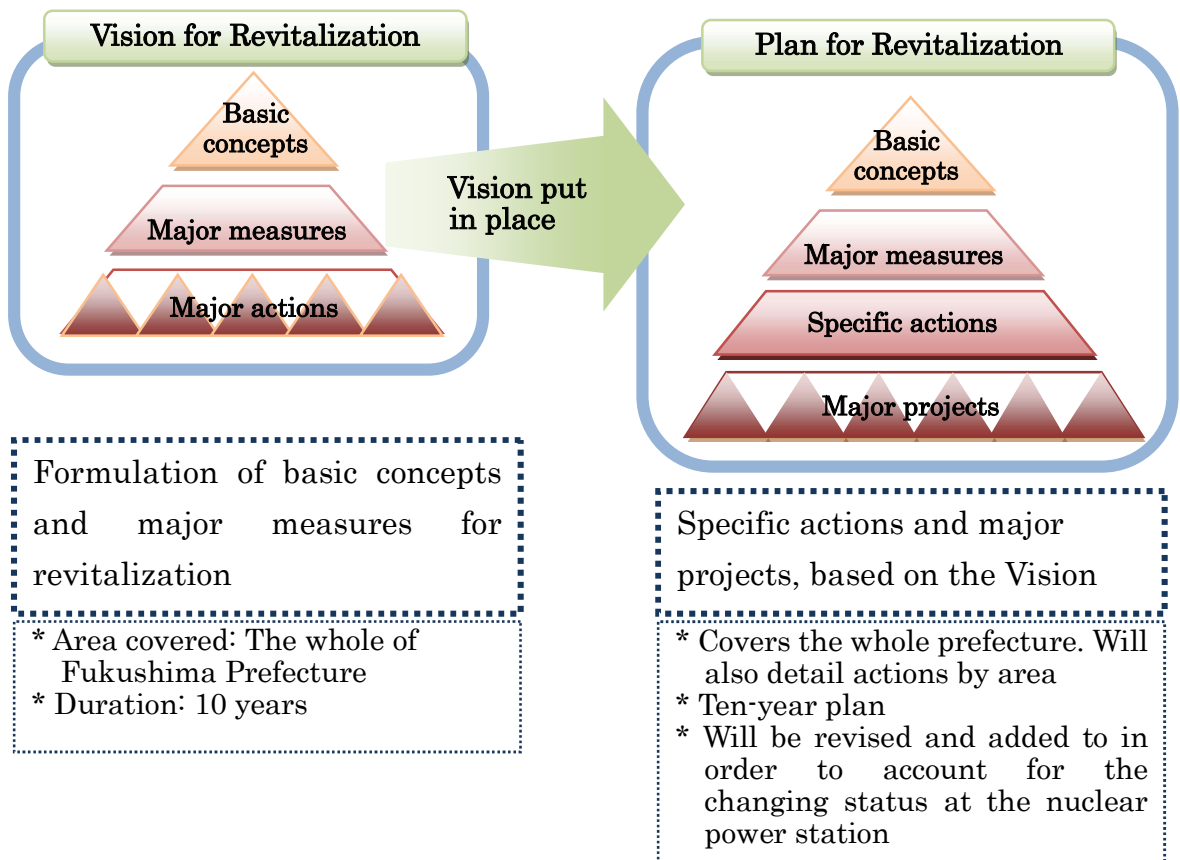 Vision for Revitalization
Basic
concepts
Major measures
Major actions
Vision put
in place
Plan for Revitalization
Basic
concepts
Major measures
Specific actions
Major projects
Formulation of basic concepts
and major measures for
revitalization
* Area covered: The whole of
Fukushima Prefecture
* Duration: 10 years
Specific actions and major
projects, based on the Vision
* Covers the whole prefecture. Will
also detail actions by area
* Ten-year plan
* Will be revised and added to in
order to account for the
changing status at the nuclear
power station